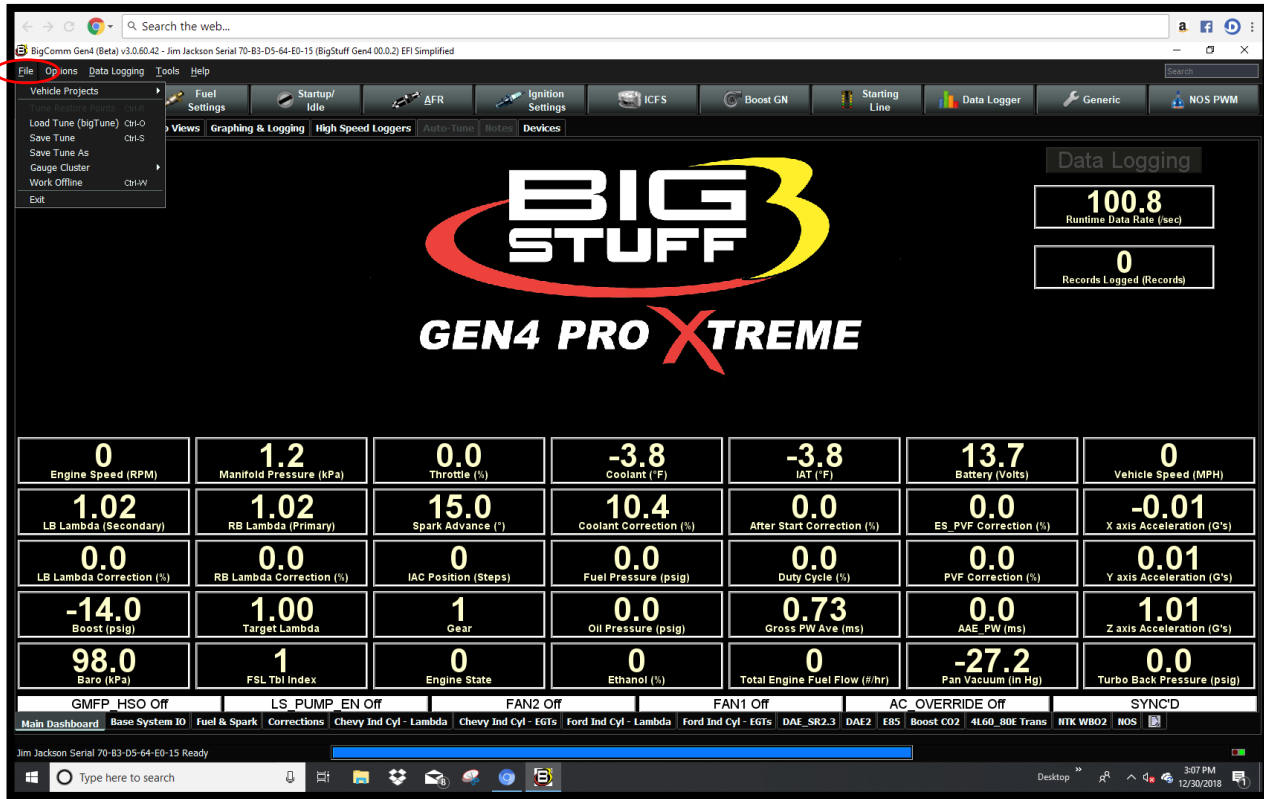 Search the web...
BigComm Gen4 (Beta) v3.0.60.42 - Jim Jackson Serial 70-B3-D5-64-E0-15 (BigStuff Gen4 00.0.2) EFI Simplified
File Options Data Logging Tools Help Search
Vehicle Projects
Tune Restore Points Ctrl-R
Load Tune (bigTune) Ctrl-O
Save Tune Ctrl-S
Save Tune As
Gauge Cluster
Work Offline Ctrl-W
Exit
Fuel Settings Startup/ Idle AFR Ignition Settings ICFS Boost GN Starting Line Data Logger Generic NOS PWM
Views Graphing & Logging High Speed Loggers Auto-Tune Notes Devices
BIG 3
STUFF
GEN4 PRO XTREME
Data Logging
100.8
Runtime Data Rate (/sec)
0
Records Logged (Records)
0 1.2 0.0 -3.8 -3.8 13.7 0
Engine Speed (RPM) Manifold Pressure (kPa) Throttle (%) Coolant (°F) IAT (°F) Battery (Volts) Vehicle Speed (MPH)
1.02 1.02 15.0 10.4 0.0 0.0 -0.01
LB Lambda (Secondary) RB Lambda (Primary) Spark Advance (°) Coolant Correction (%) After Start Correction (%) ES_PVF Correction (%) X axis Acceleration (G's)
0.0 0.0 0 0.0 0.0 0.0 0.01
LB Lambda Correction (%) RB Lambda Correction (%) IAC Position (Steps) Fuel Pressure (psig) Duty Cycle (%) PVF Correction (%) Y axis Acceleration (G's)
-14.0 1.00 1 0.0 0.73 0.0 1.01
Boost (psig) Target Lambda Gear Oil Pressure (psig) Gross PW Ave (ms) AAE_PW (ms) Z axis Acceleration (G's)
98.0 1 0 0 0 -27.2 0.0
Baro (kPa) FSL Tbl Index Engine State Ethanol (%) Total Engine Fuel Flow (#/hr) Pan Vacuum (in Hg) Turbo Back Pressure (psig)
GMFP_HSO Off LS_PUMP_EN Off FAN2 Off FAN1 Off AC_OVERRIDE Off SYNC'D
Main Dashboard Base System IO Fuel & Spark Corrections Chevy Ind Cyl - Lambda Chevy Ind Cyl - EGTs Ford Ind Cyl - Lambda Ford Ind Cyl - EGTs DAE_SR2.3 DAE2 E85 Boost CO2 4L60_80E Trans NTK WBO2 NOS
Jim Jackson Serial 70-B3-D5-64-E0-15 Ready
Type here to search Desktop 3:07 PM
12/30/2018